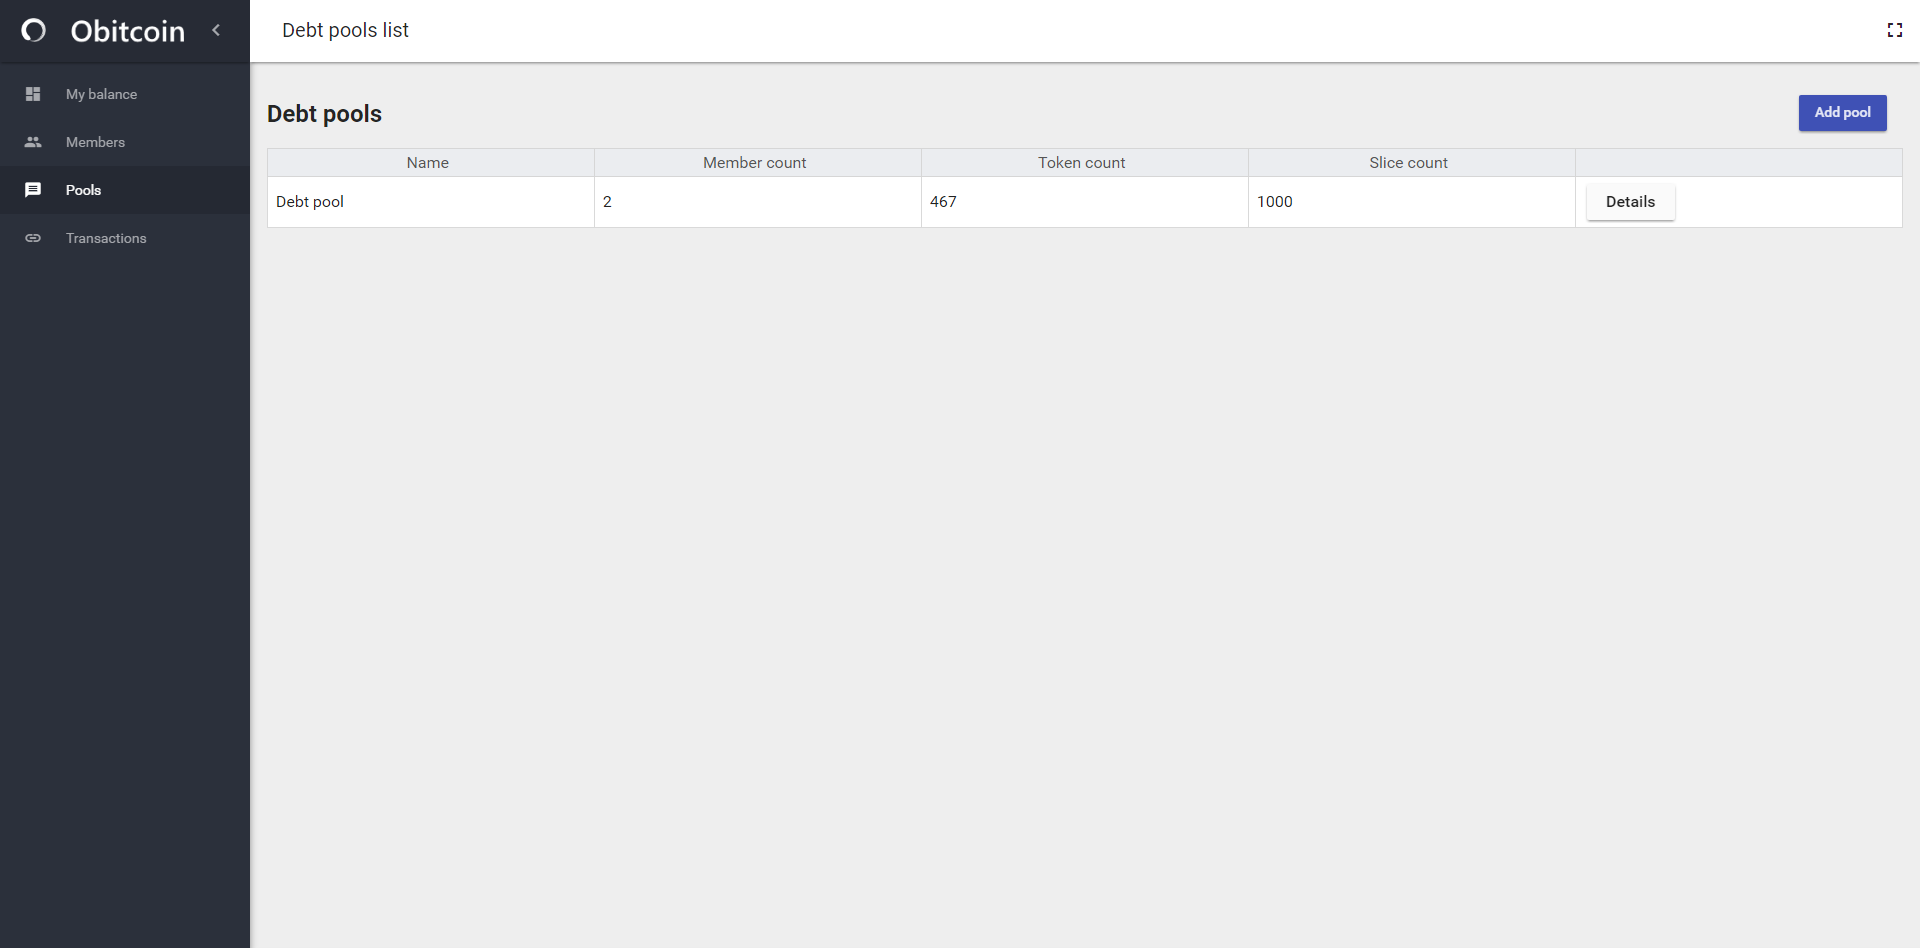 Obitcoin
Debt pools list
My balance
Members
Pools
Transactions
Debt pools
Add pool
Name Member count Token count Slice count
Debt pool 2 467 1000 Details